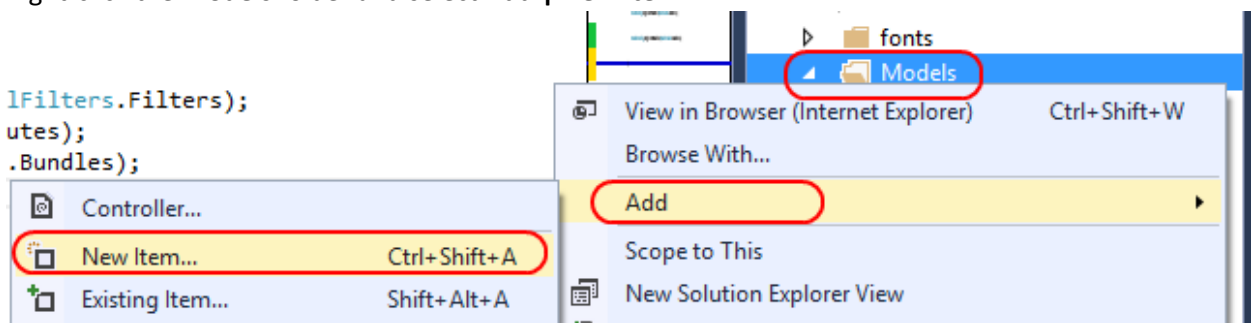 fonts
Models
lFilters.Filters);
utes);
.Bundles);
View in Browser (Internet Explorer) Ctrl+Shift+W
Browse With...
Add
Scope to This
New Solution Explorer View
Controller...
New Item... Ctrl+Shift+A
Existing Item... Shift+Alt+A